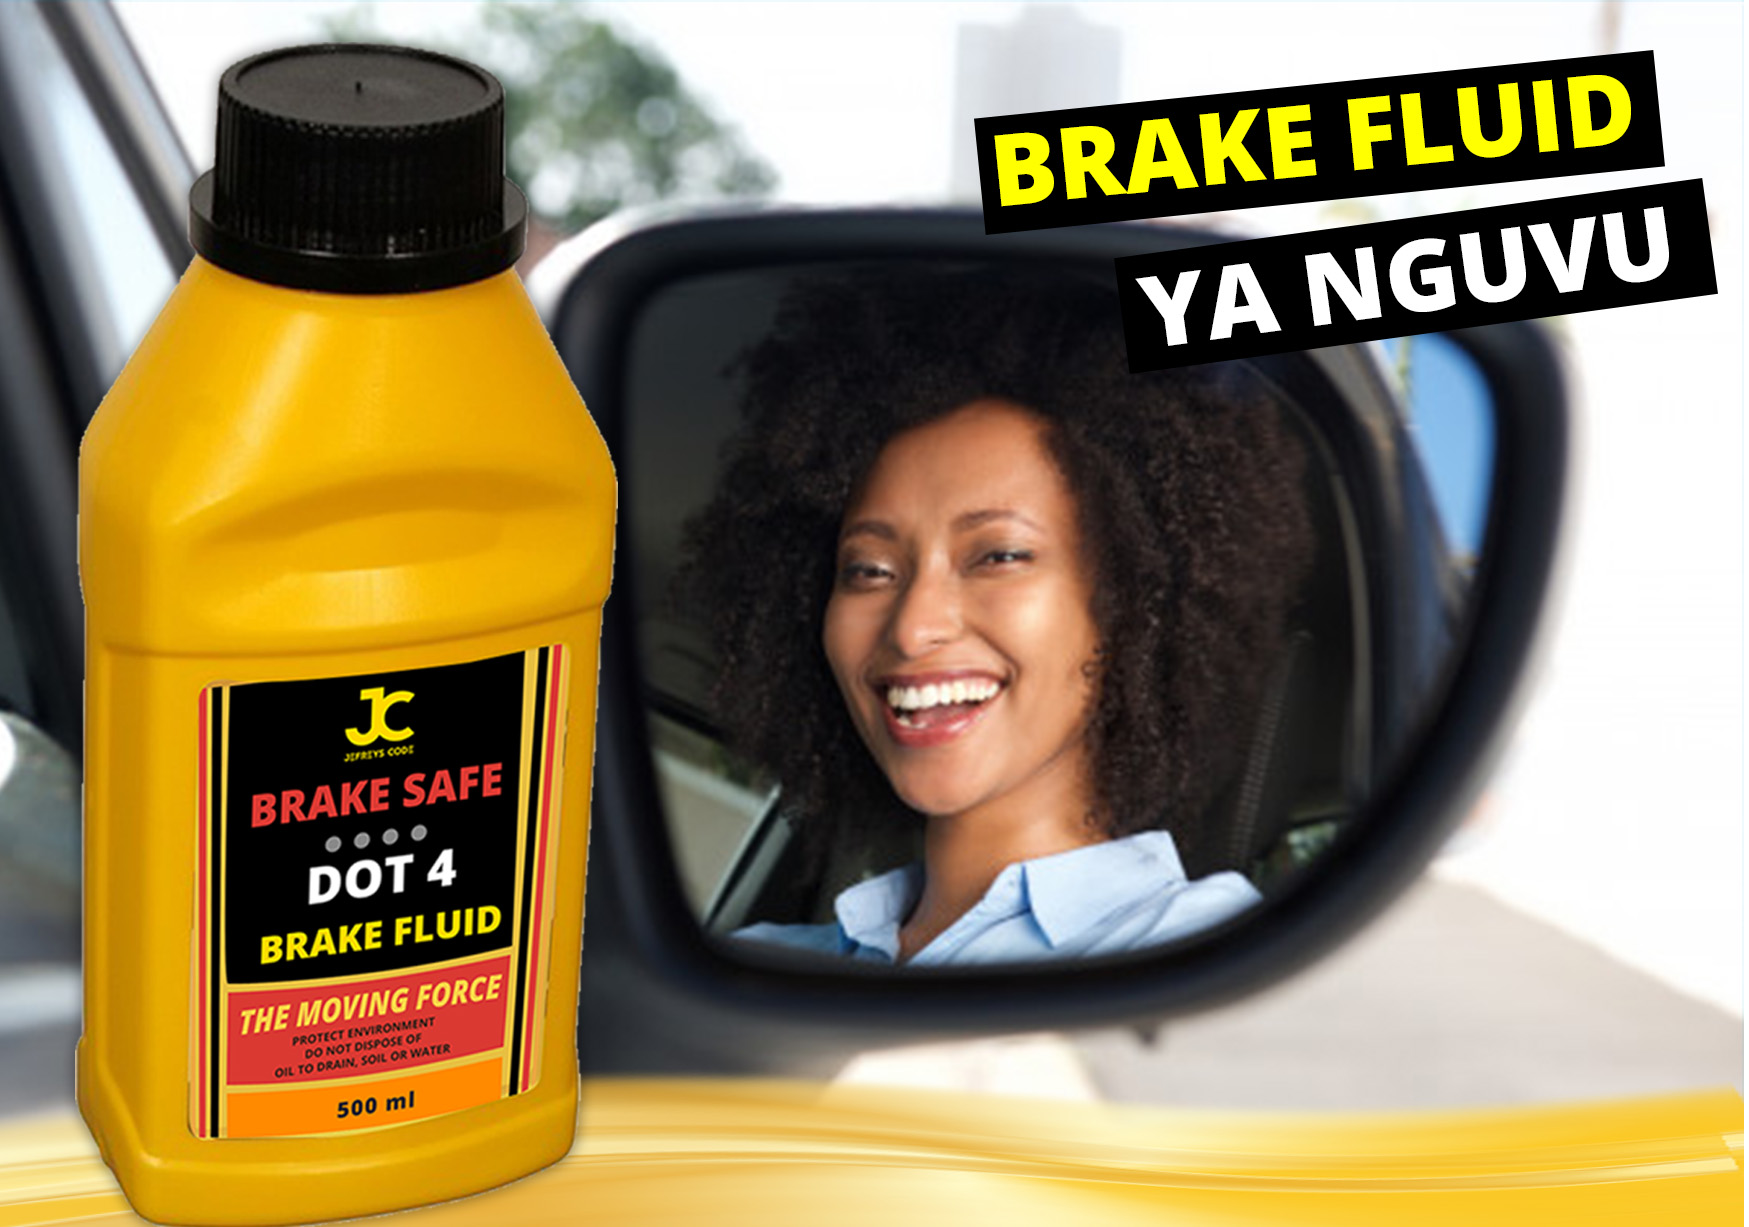 BRAKE FLUID
YA NGUVU
JC
JEFREYS CODE
BRAKE SAFE
DOT 4
BRAKE FLUID
THE MOVING FORCE
PROTECT ENVIRONMENT
DO NOT DISPOSE OF
OIL TO DRAIN, SOIL OR WATER
500 ml